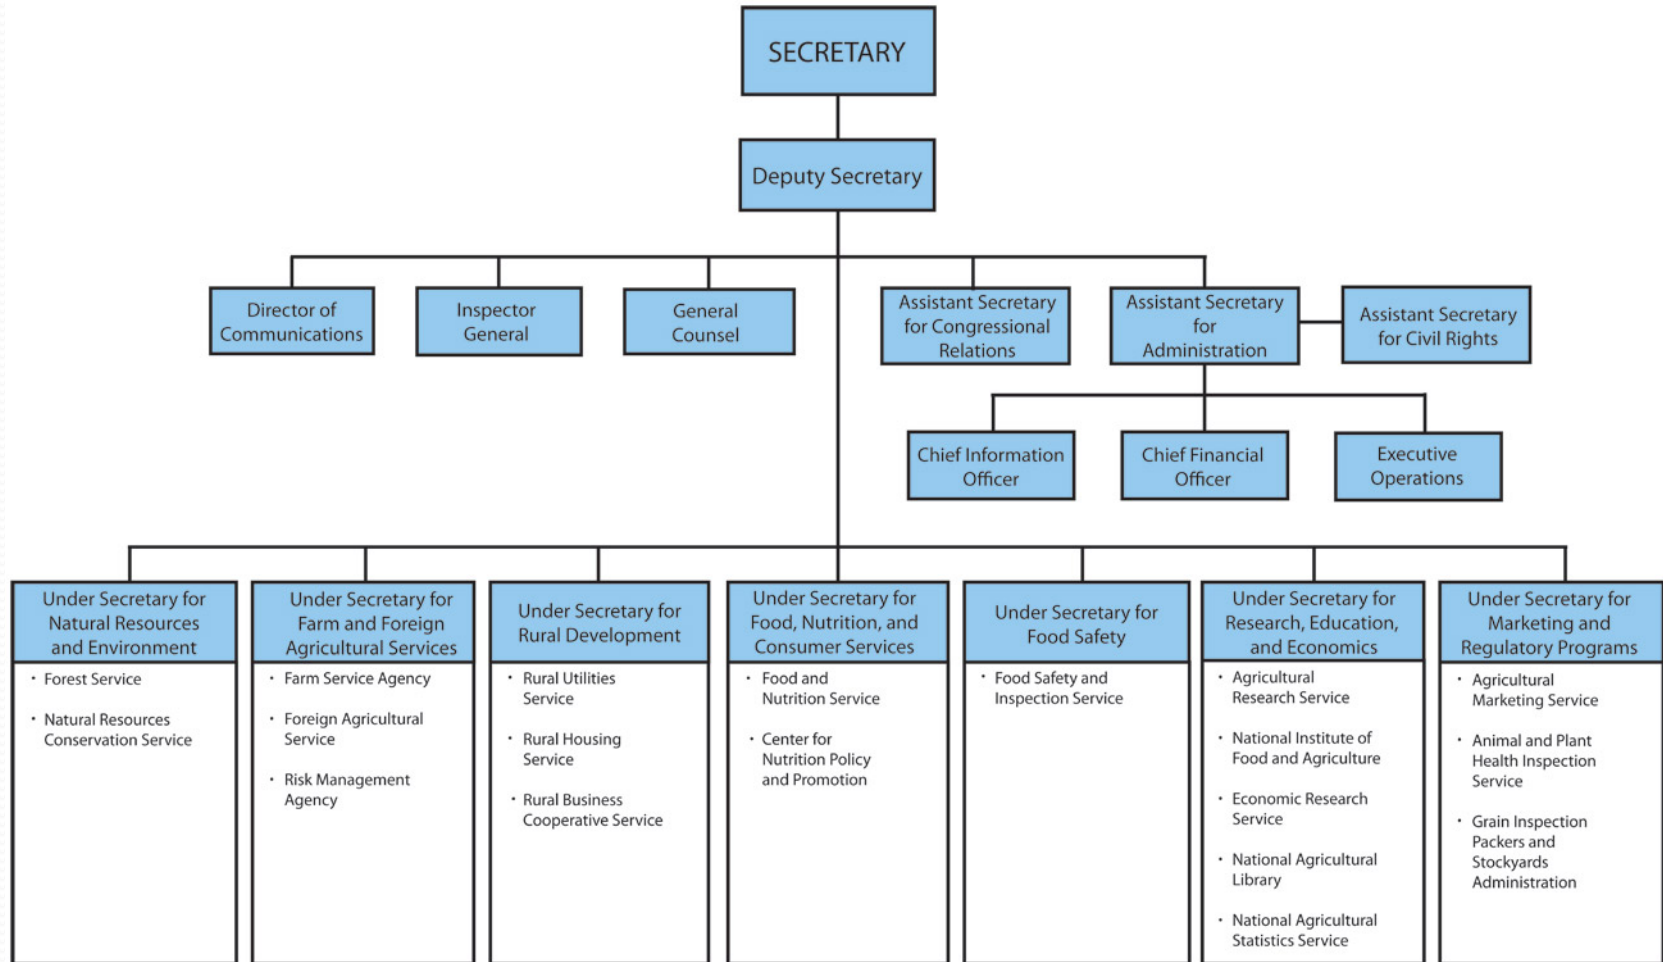 SECRETARY
Deputy Secretary
Director of
Communications
Inspector
General
General
Counsel
Assistant Secretary
for Congressional
Relations
Assistant Secretary
for
Administration
Assistant Secretary
for Civil Rights
Chief Information
Officer
Chief Financial
Officer
Executive
Operations
Under Secretary for
Natural Resources
and Environment
· Forest Service
· Natural Resources
Conservation Service
Under Secretary for
Farm and Foreign
Agricultural Services
· Farm Service Agency
· Foreign Agricultural
Service
· Risk Management
Agency
Under Secretary for
Rural Development
· Rural Utilities
Service
· Rural Housing
Service
· Rural Business
Cooperative Service
Under Secretary for
Food, Nutrition, and
Consumer Services
· Food and
Nutrition Service
· Center for
Nutrition Policy
and Promotion
Under Secretary for
Food Safety
· Food Safety and
Inspection Service
Under Secretary for
Research, Education,
and Economics
· Agricultural
Research Service
· National Institute of
Food and Agriculture
· Economic Research
Service
· National Agricultural
Library
· National Agricultural
Statistics Service
Under Secretary for
Marketing and
Regulatory Programs
· Agricultural
Marketing Service
· Animal and Plant
Health Inspection
Service
· Grain Inspection
Packers and
Stockyards
Administration